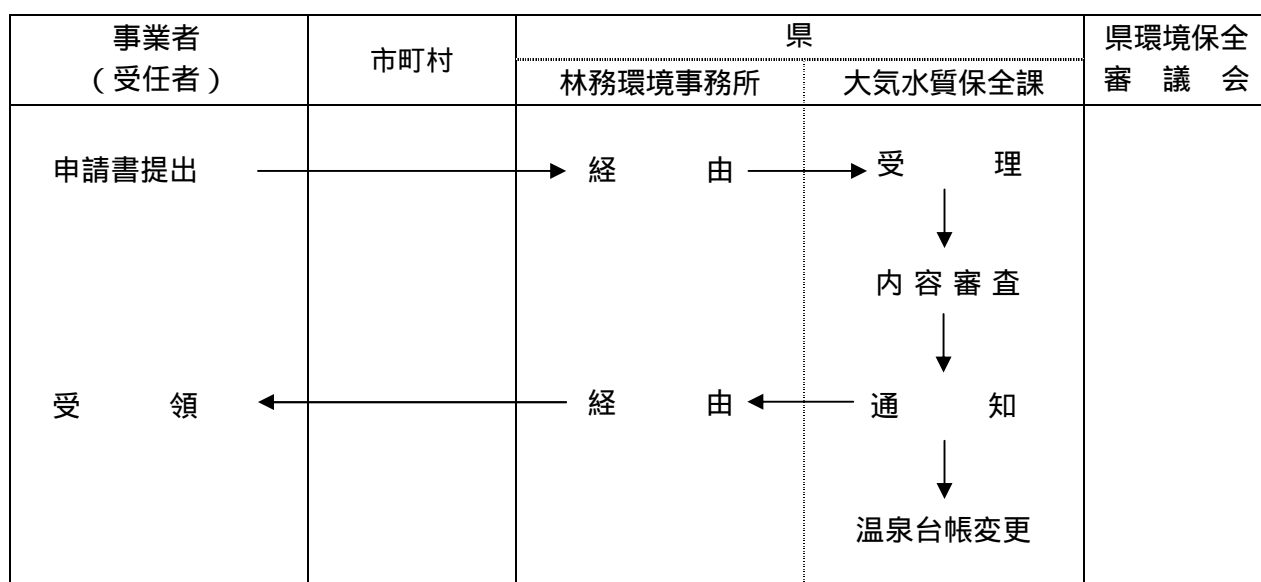 事業者
（受任者）
市町村
県
林務環境事務所
大気水質保全課
県環境保全
審　議　会
申請書提出
経　　　由
受　　　理
内 容 審 査
受　　　領
経　　　由
通　　　知
温泉台帳変更